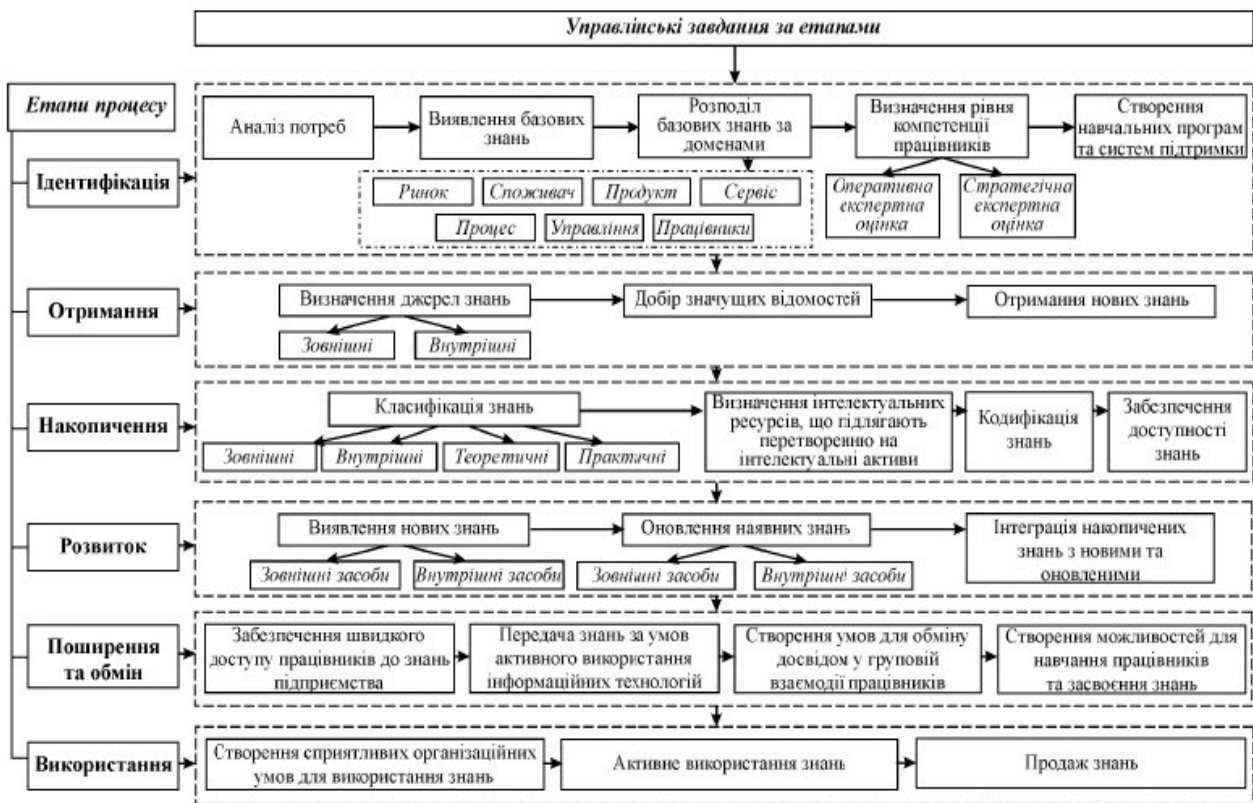 Управлінські завдання за етапами
Етапи процесу
Ідентифікація
Аналіз потреб
Виявлення базових
знань
Розподіл
базових знань за
доменами
Визначення рівня
компетенції
працівників
Створення
навчальних програм
та систем підтримки
Ринок
Споживач
Продукт
Сервіс
Процес
Управління
Працівники
Оперативна
експертна
оцінка
Стратегічна
експертна
оцінка
Отримання
Визначення джерел знань
Добір значущих відомостей
Отримання нових знань
Зовнішні
Внутрішні
Накопичення
Класифікація знань
Визначення інтелектуальних
ресурсів, що підлягають
перетворенню на
інтелектуальні активи
Кодифікація
знань
Забезпечення
доступності
знань
Зовнішні
Внутрішні
Теоретичні
Практичні
Розвиток
Виявлення нових знань
Оновлення наявних знань
Інтеграція накопичених
знань з новими та
оновленими
Зовнішні засоби
Внутрішні засоби
Зовнішні засоби
Внутрішні засоби
Поширення
та обмін
Забезпечення швидкого
доступу працівників до знань
підприємства
Передача знань за умов
активного використання
інформаційних технологій
Створення умов для обміну
досвідом у груповій
взаємодії працівників
Створення можливостей для
навчання працівників
та засвоєння знань
Використання
Створення сприятливих організаційних
умов для використання знань
Активне використання знань
Продаж знань